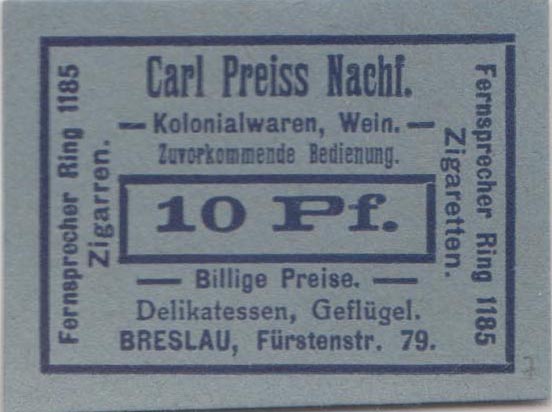 Carl Preiss Nachf.
Kolonialwaren, Wein.
Zuvorkommende Bedienung.
10 Pf.
Billige Preise.
Delikatessen, Geflügel.
BRESLAU, Fürstenstr. 79.
Fernsprecher Ring 1185
Zigarren.
Fernsprecher Ring 1185
Zigaretten.
7